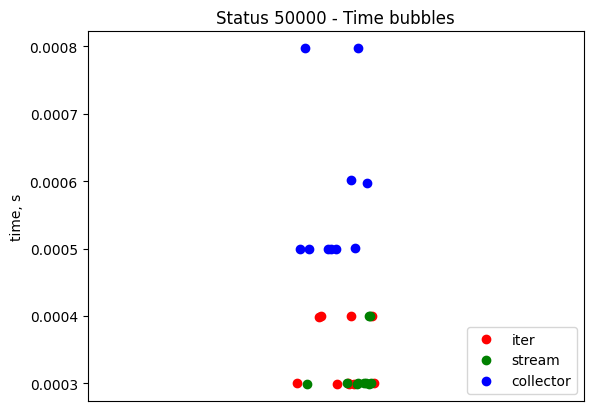 Status 50000 - Time bubbles
0.0008
0.0007
0.0006
0.0005
0.0004
0.0003
time, s
iter
stream
collector